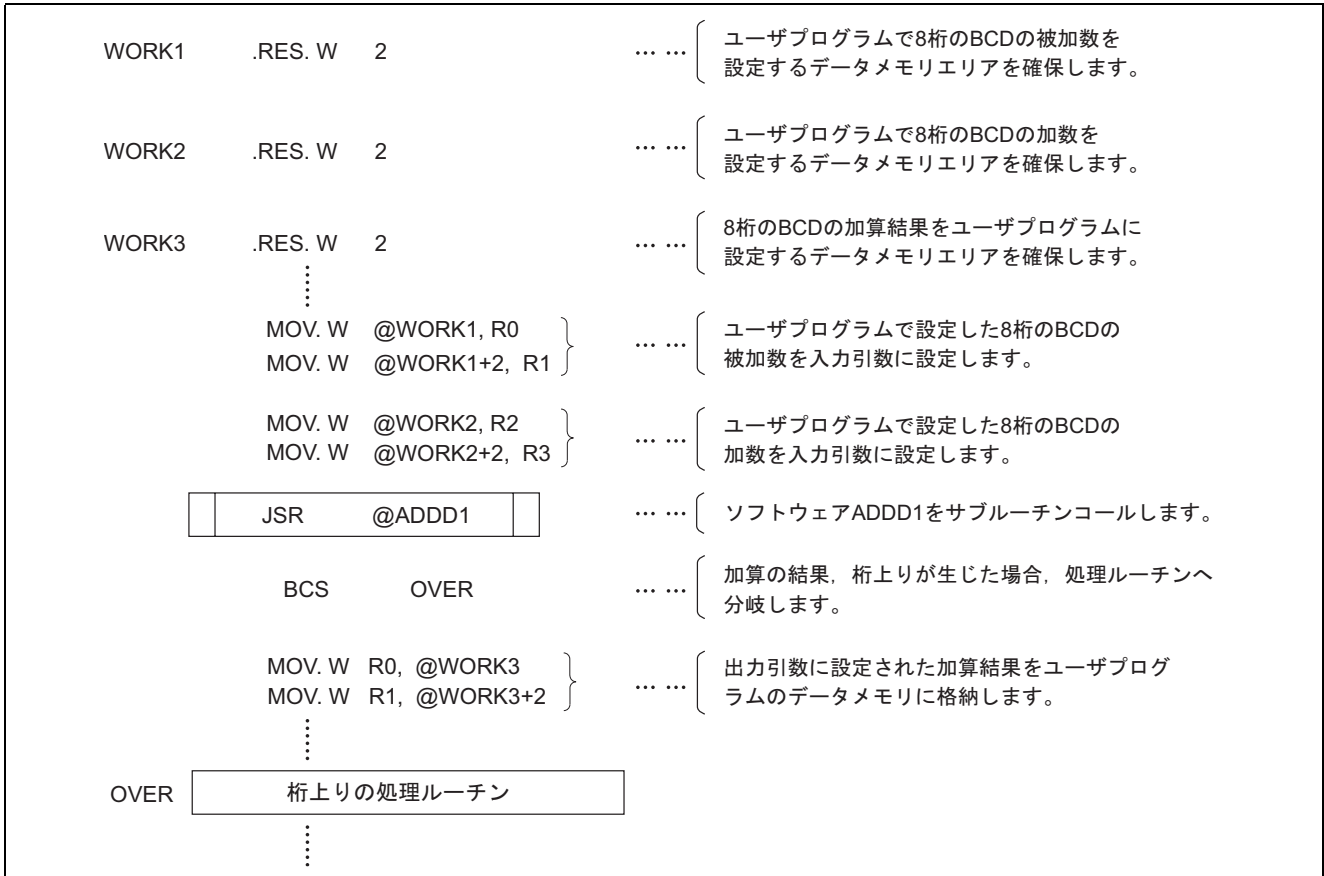 WORK1 .RES. W 2 … … ユーザプログラムで8桁のBCDの被加数を
設定するデータメモリエリアを確保します。
WORK2 .RES. W 2 … … ユーザプログラムで8桁のBCDの加数を
設定するデータメモリエリアを確保します。
WORK3 .RES. W 2 … … 8桁のBCDの加算結果をユーザプログラムに
設定するデータメモリエリアを確保します。
MOV. W @WORK1, R0 … … ユーザプログラムで設定した8桁のBCDの
MOV. W @WORK1+2, R1 被加数を入力引数に設定します。
MOV. W @WORK2, R2 … … ユーザプログラムで設定した8桁のBCDの
MOV. W @WORK2+2, R3 加数を入力引数に設定します。
JSR @ADDD1 … … ソフトウェアADDD1をサブルーチンコールします。
BCS OVER … … 加算の結果，桁上りが生じた場合，処理ルーチンへ
分岐します。
MOV. W R0, @WORK3 … … 出力引数に設定された加算結果をユーザプログ
MOV. W R1, @WORK3+2 ラムのデータメモリに格納します。
OVER 桁上りの処理ルーチン